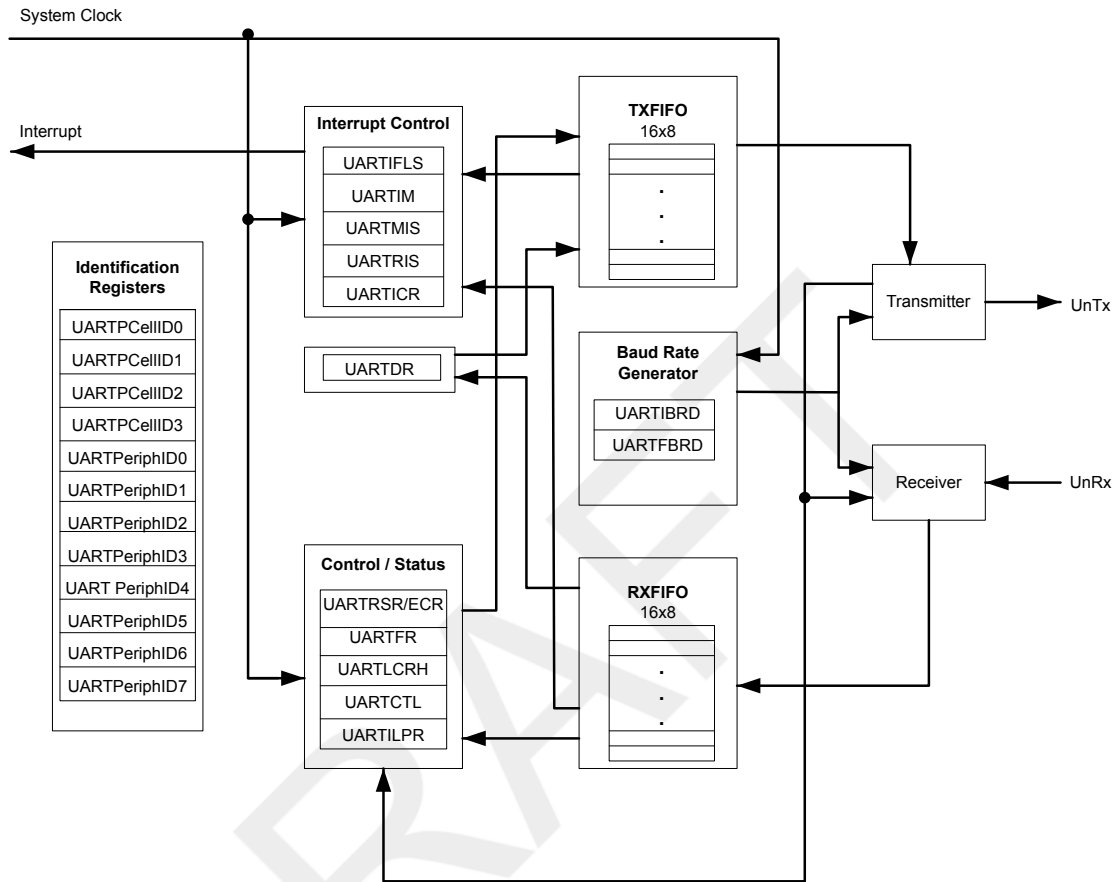 System Clock
Interrupt
Interrupt Control
UARTIFLS
UARTIM
UARTMIS
UARTRIS
UARTICR
TXFIFO
16x8
.
.
.
Identification
Registers
UARTPCellID0
UARTPCellID1
UARTPCellID2
UARTPCellID3
UARTPeriphID0
UARTPeriphID1
UARTPeriphID2
UARTPeriphID3
UART PeriphID4
UARTPeriphID5
UARTPeriphID6
UARTPeriphID7
UARTDR
Baud Rate
Generator
UARTIBRD
UARTFBRD
Transmitter
UnTx
Receiver
UnRx
Control / Status
UARTRSR/ECR
UARTFR
UARTLCRH
UARTCTL
UARTILPR
RXFIFO
16x8
.
.
.
RAFT